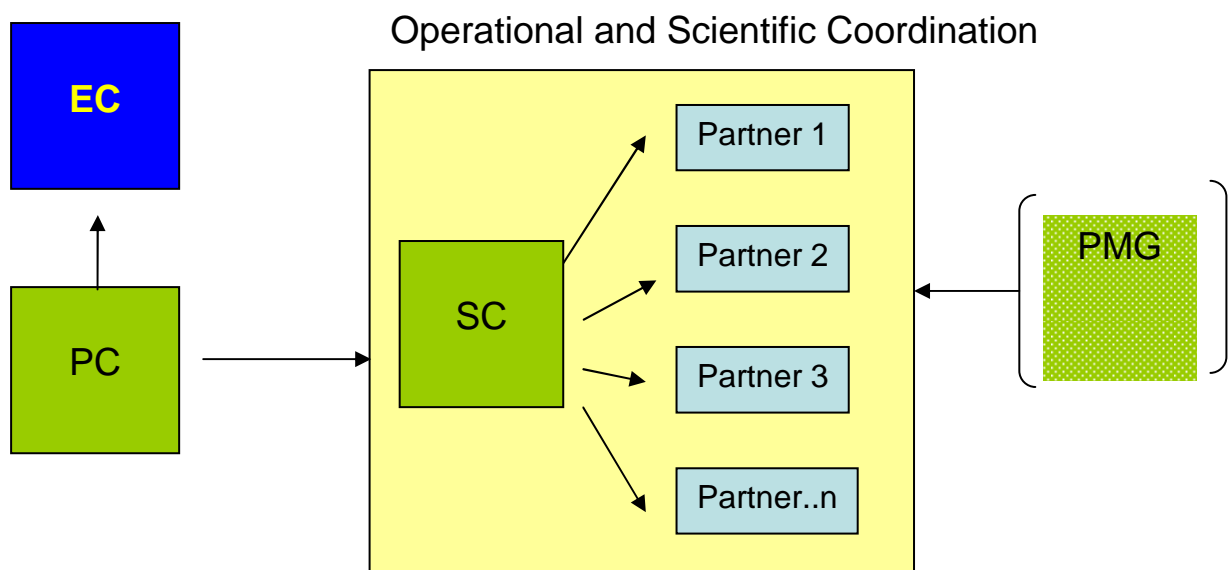 Operational and Scientific Coordination
EC
PC
SC
Partner 1
Partner 2
Partner 3
Partner..n
PMG